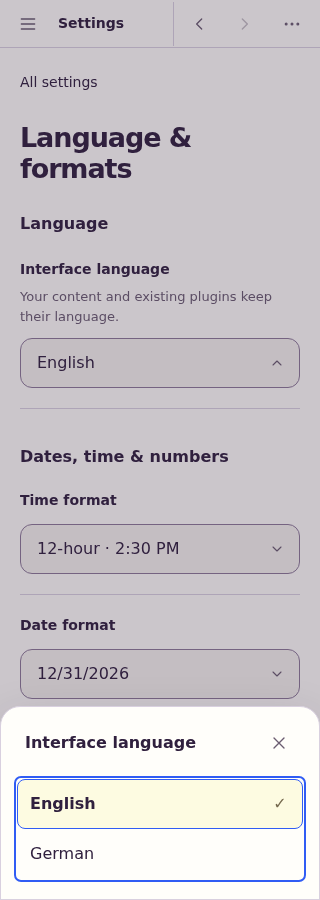 Settings
All settings
Language &
formats
Language
Interface language
Your content and existing plugins keep
their language.
English
Dates, time & numbers
Time format
12-hour · 2:30 PM
Date format
12/31/2026
Interface language
English ✓
German